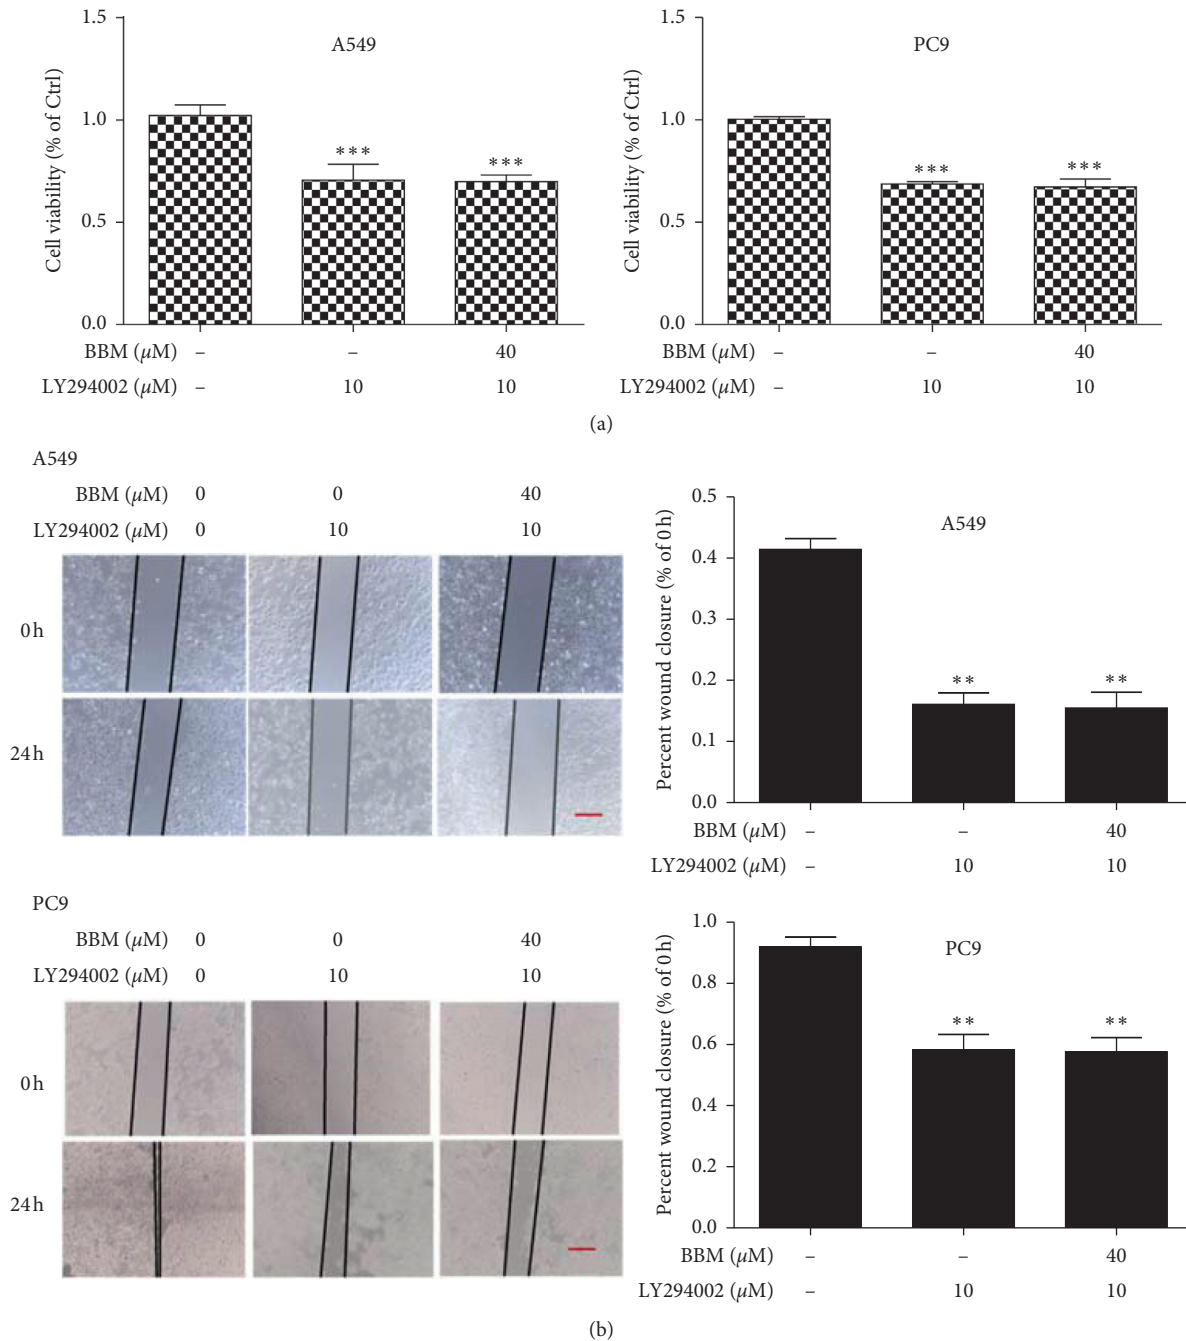 1.5
1.0
0.5
0.0
Cell viability (% of Ctrl)
A549
***
***
BBM (μM) – – 40
LY294002 (μM) – 10 10
1.5
1.0
0.5
0.0
Cell viability (% of Ctrl)
PC9
***
***
BBM (μM) – – 40
LY294002 (μM) – 10 10
(a)
A549
BBM (μM) 0 0 40
LY294002 (μM) 0 10 10
0 h
24 h
0.5
0.4
0.3
0.2
0.1
0.0
Percent wound closure (% of 0 h)
A549
**
**
BBM (μM) – – 40
LY294002 (μM) – 10 10
PC9
BBM (μM) 0 0 40
LY294002 (μM) 0 10 10
0 h
24 h
1.0
0.8
0.6
0.4
0.2
0.0
Percent wound closure (% of 0 h)
PC9
**
**
BBM (μM) – – 40
LY294002 (μM) – 10 10
(b)